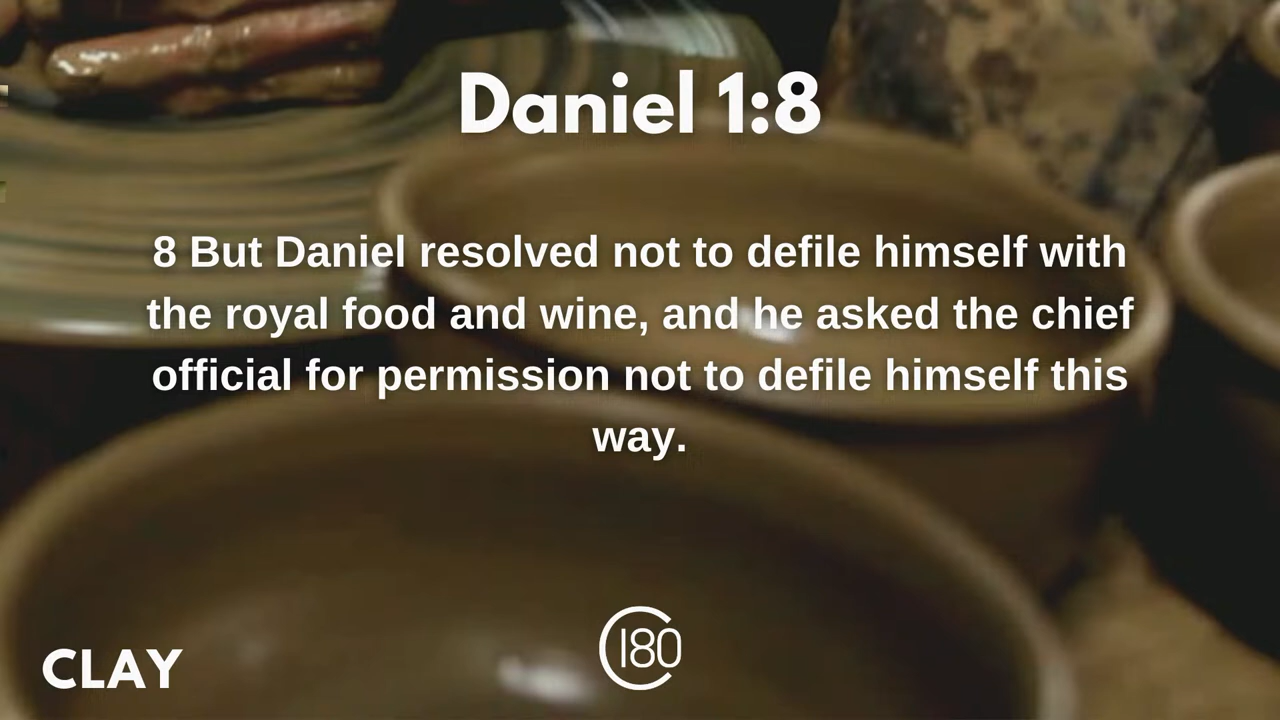 Daniel 1:8
8 But Daniel resolved not to defile himself with
the royal food and wine, and he asked the chief
official for permission not to defile himself this
way.
CLAY
C180